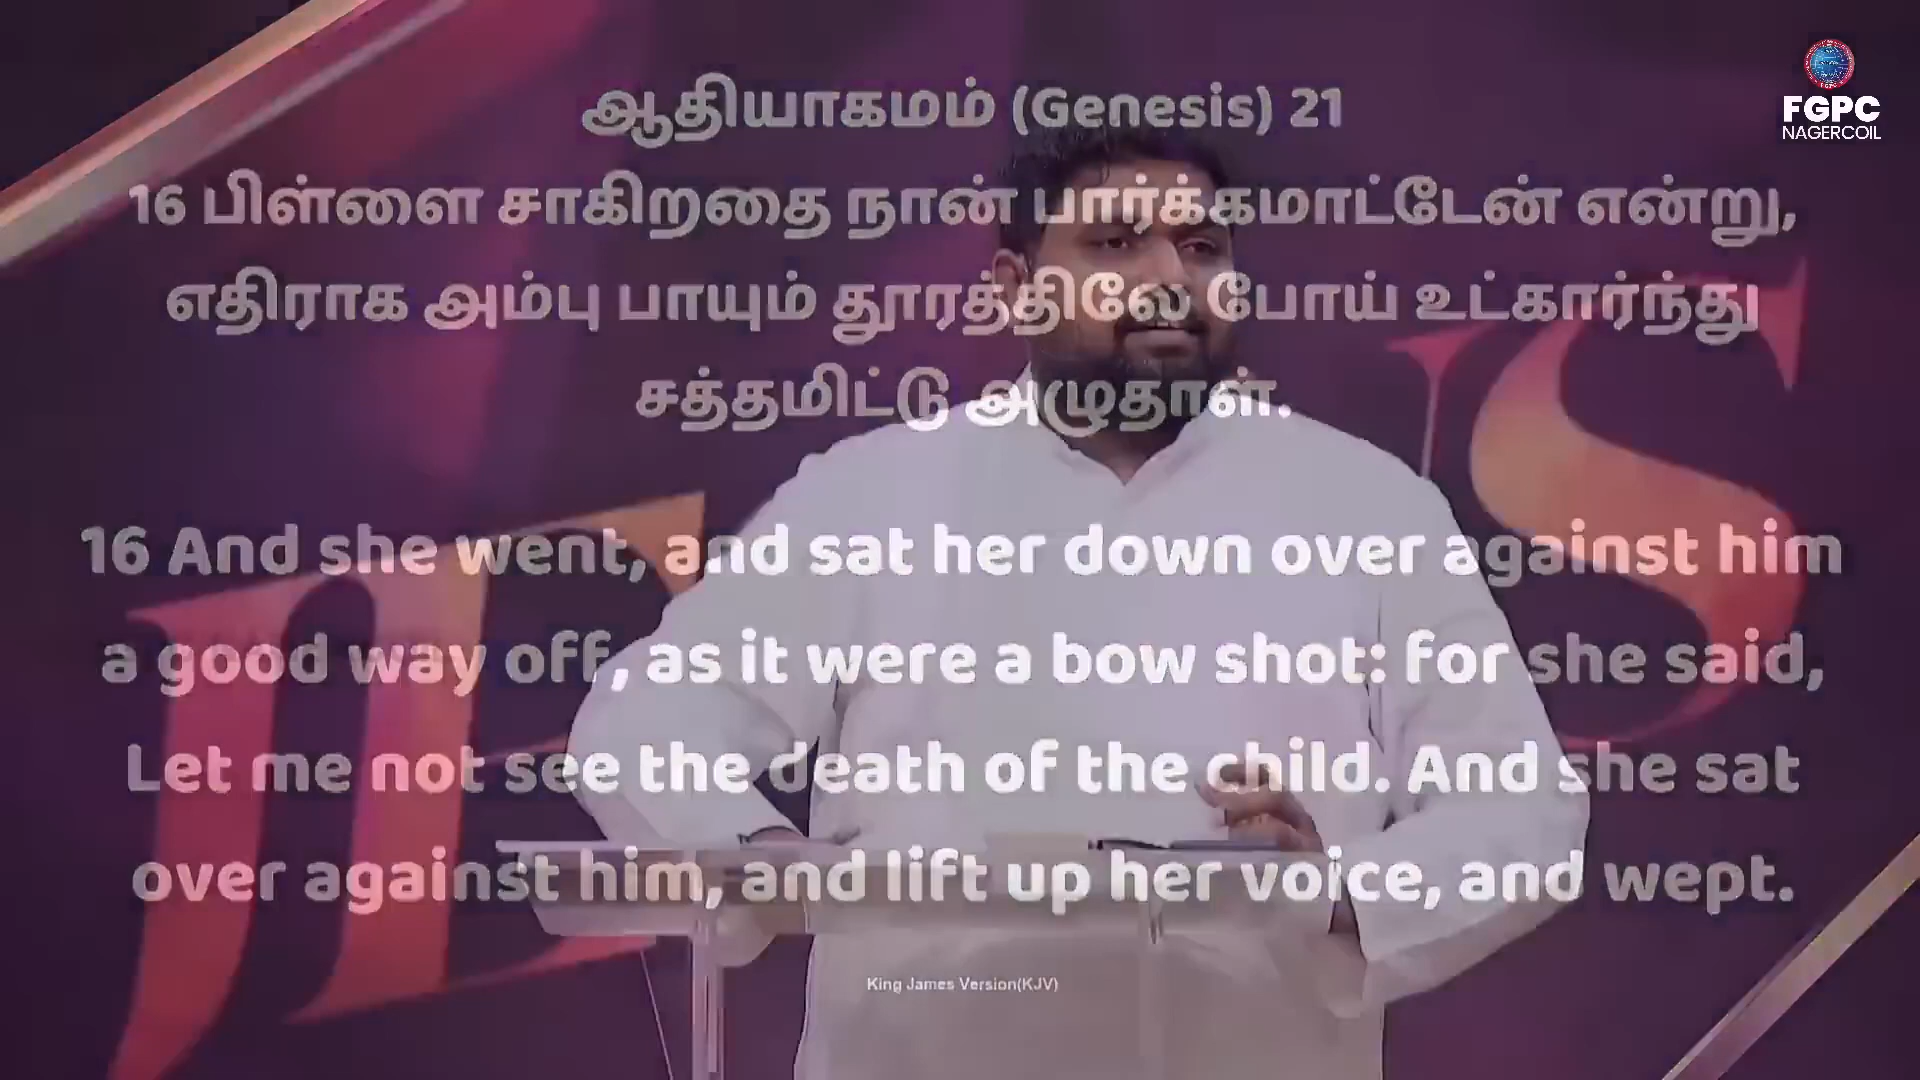 FGPC
NAGERCOIL
ஆதியாகமம் (Genesis) 21
16 பிள்ளை சாகிறதை நான் பார்க்கமாட்டேன் என்று,
எதிராக அம்பு பாயும் தூரத்திலே போய் உட்கார்ந்து
சத்தமிட்டு அழுதாள்.
16 And she went, and sat her down over against him
a good way off, as it were a bow shot: for she said,
Let me not see the death of the child. And she sat
over against him, and lift up her voice, and wept.
King James Version(KJV)